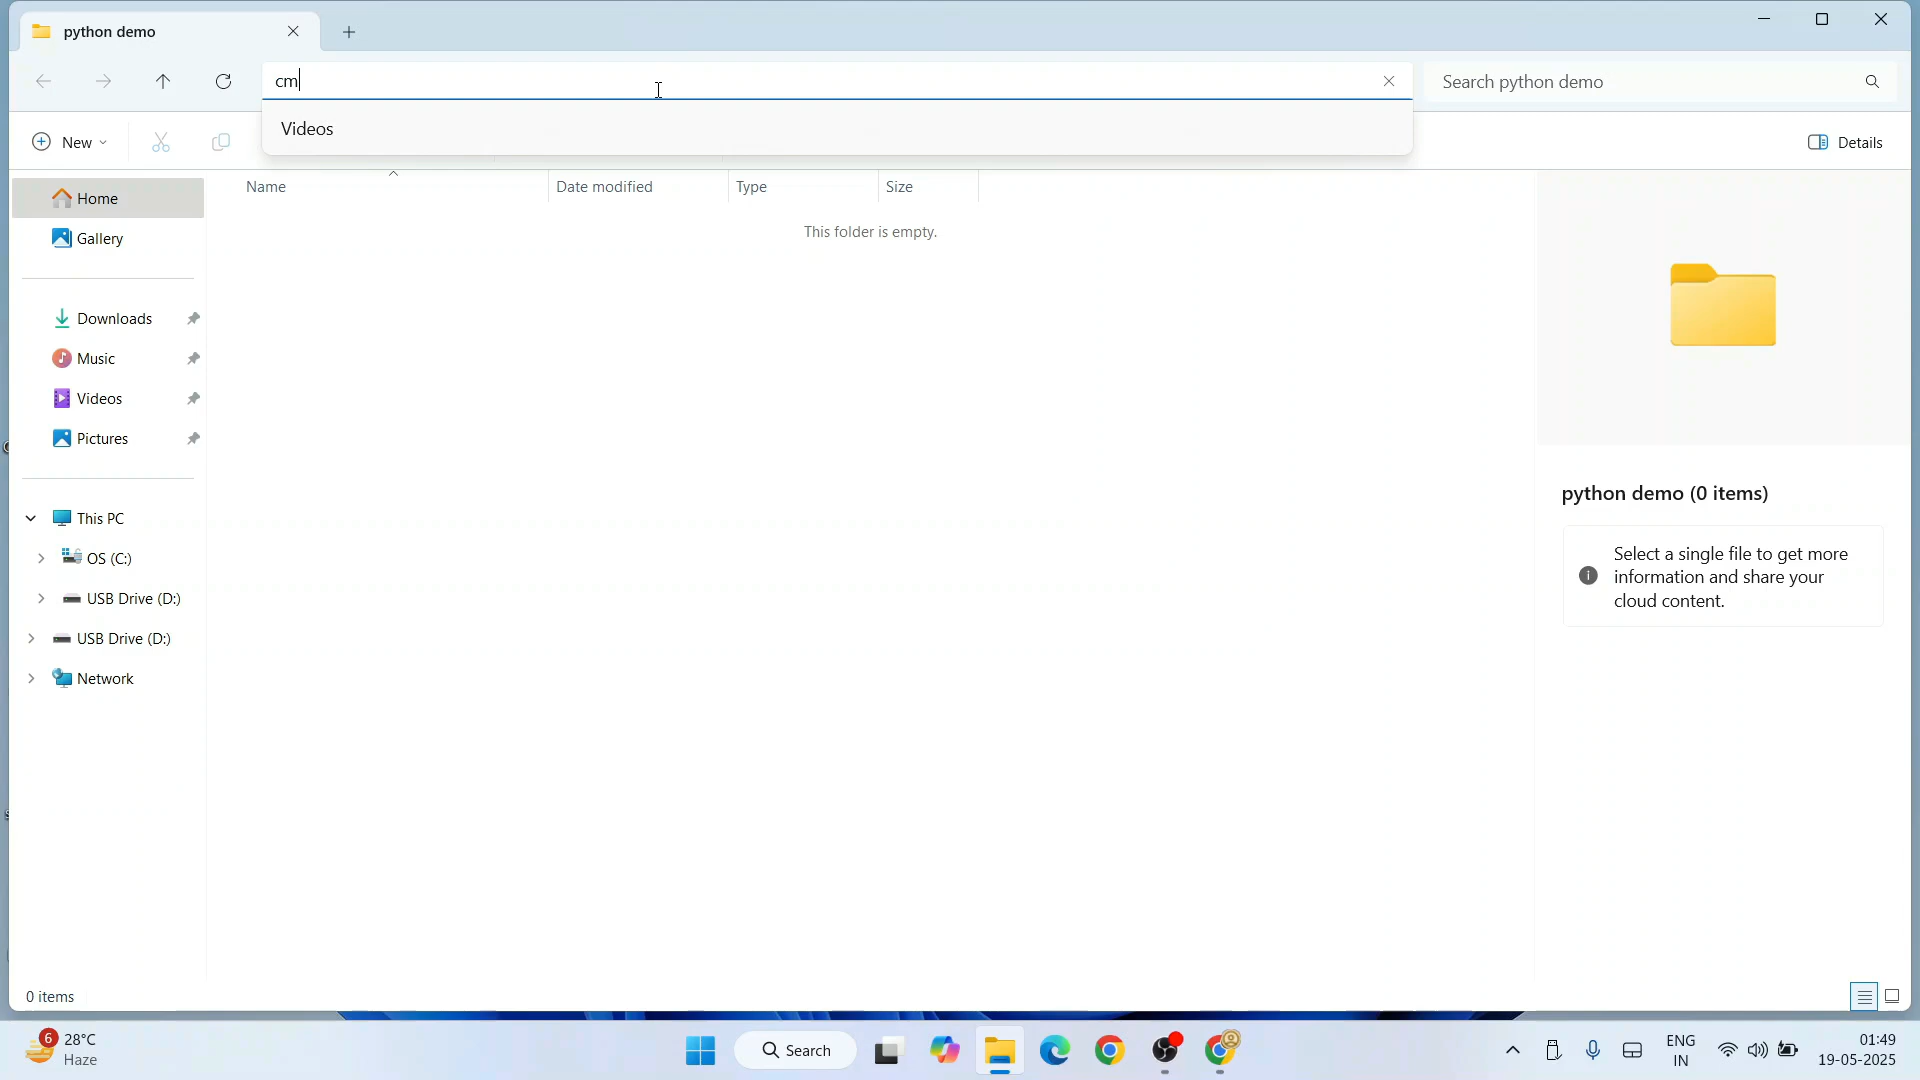 python demo
cm
Search python demo
Videos
New
Details
Name
Date modified
Type
Size
This folder is empty.
Home
Gallery
Downloads
Music
Videos
Pictures
This PC
OS (C:)
USB Drive (D:)
USB Drive (D:)
Network
python demo (0 items)
Select a single file to get more
information and share your
cloud content.
0 items
6
28°C
Haze
Search
ENG
IN
01:49
19-05-2025